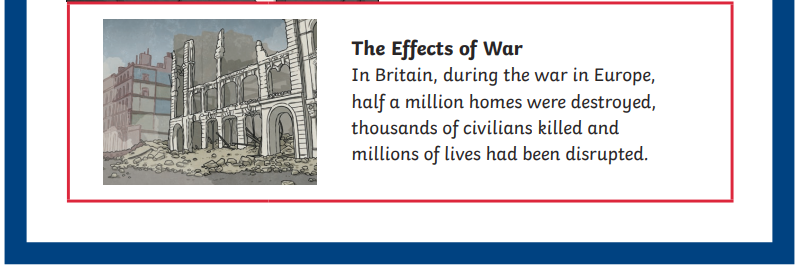 The Effects of War
In Britain, during the war in Europe,
half a million homes were destroyed,
thousands of civilians killed and
millions of lives had been disrupted.